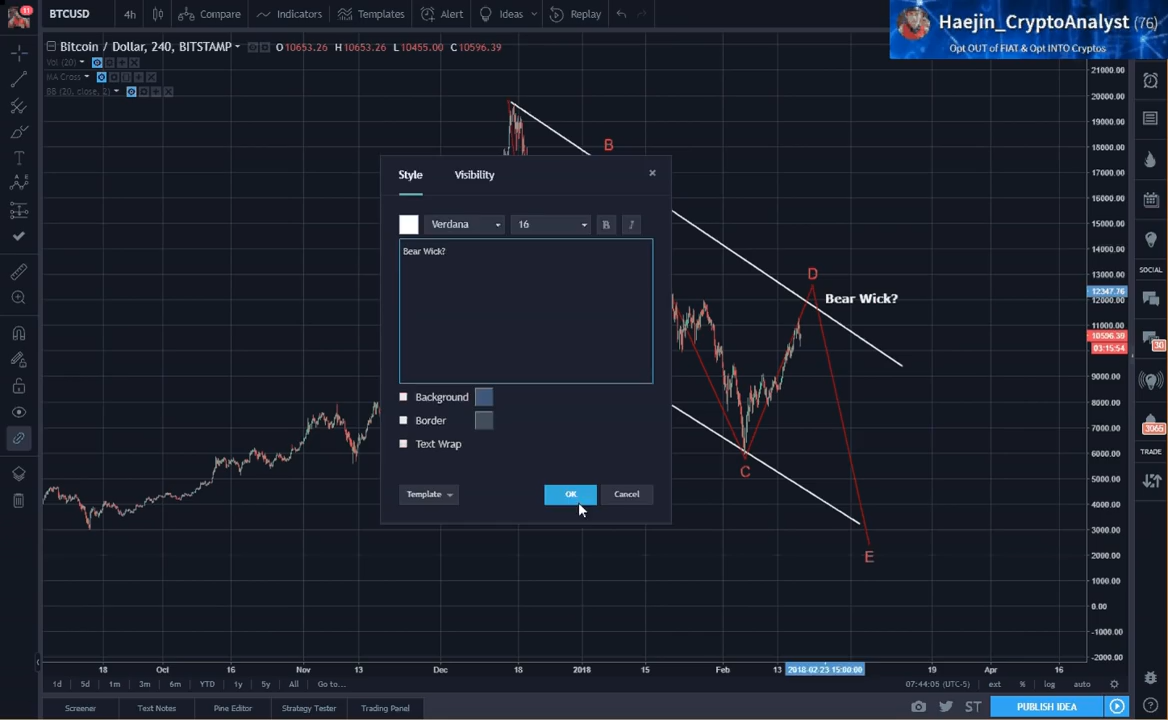 11
BTCUSD 4h Compare Indicators Templates Alert Ideas Replay
Haejin_CryptoAnalyst (76)
Opt OUT of FIAT & Opt INTO Cryptos
Bitcoin / Dollar, 240, BITSTAMP O10653.26 H10653.26 L10455.00 C10596.39
Vol (20)
MA Cross
BB (20, close, 2)
21000.00
20000.00
19000.00
18000.00
17000.00
16000.00
15000.00
14000.00
13000.00
12347.76
12000.00
11000.00
10596.39
03:15:54
9000.00
8000.00
7000.00
6000.00
5000.00
4000.00
3000.00
2000.00
1000.00
0.00
-1000.00
-2000.00
B
D
Bear Wick?
C
E
Style Visibility ×
Verdana 16 B I
Bear Wick?
Background
Border
Text Wrap
Template OK Cancel
SOCIAL
30
3065
TRADE
18 Oct 16 Nov 13 Dec 18 2018 15 Feb 13 2018-02-23 15:00:00 19 Apr 16
1d 5d 1m 3m 6m YTD 1y 5y All Go to... 07:44:05 (UTC-5) ext % log auto
Screener Text Notes Pine Editor Strategy Tester Trading Panel ST PUBLISH IDEA